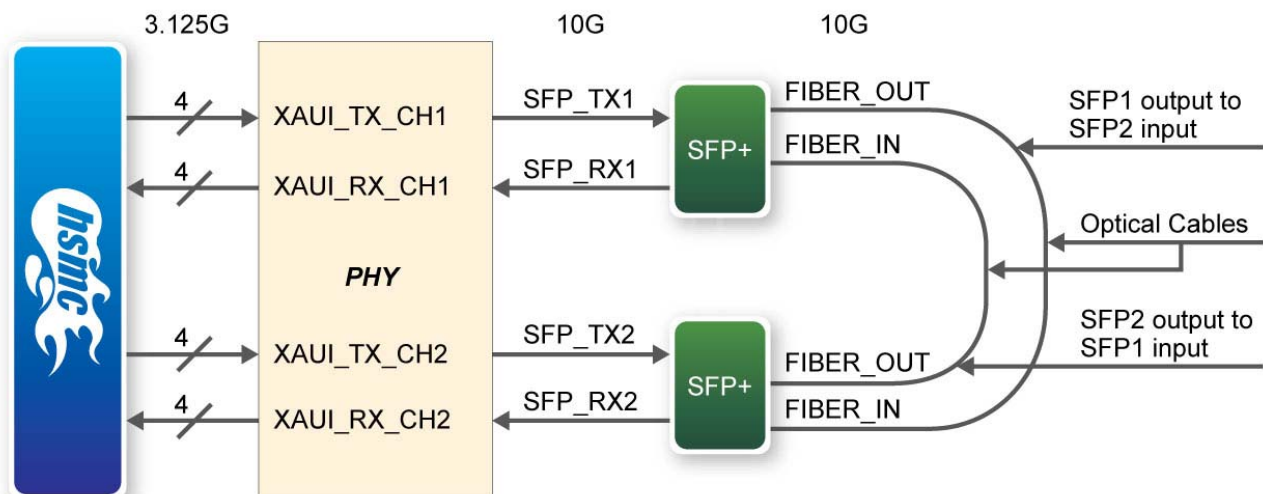 3.125G
10G
10G
4
XAUI_TX_CH1
SFP_TX1
FIBER_OUT
SFP1 output to
SFP2 input
4
XAUI_RX_CH1
SFP_RX1
SFP+
FIBER_IN
hsmc
PHY
Optical Cables
4
XAUI_TX_CH2
SFP_TX2
FIBER_OUT
SFP2 output to
SFP1 input
4
XAUI_RX_CH2
SFP_RX2
SFP+
FIBER_IN